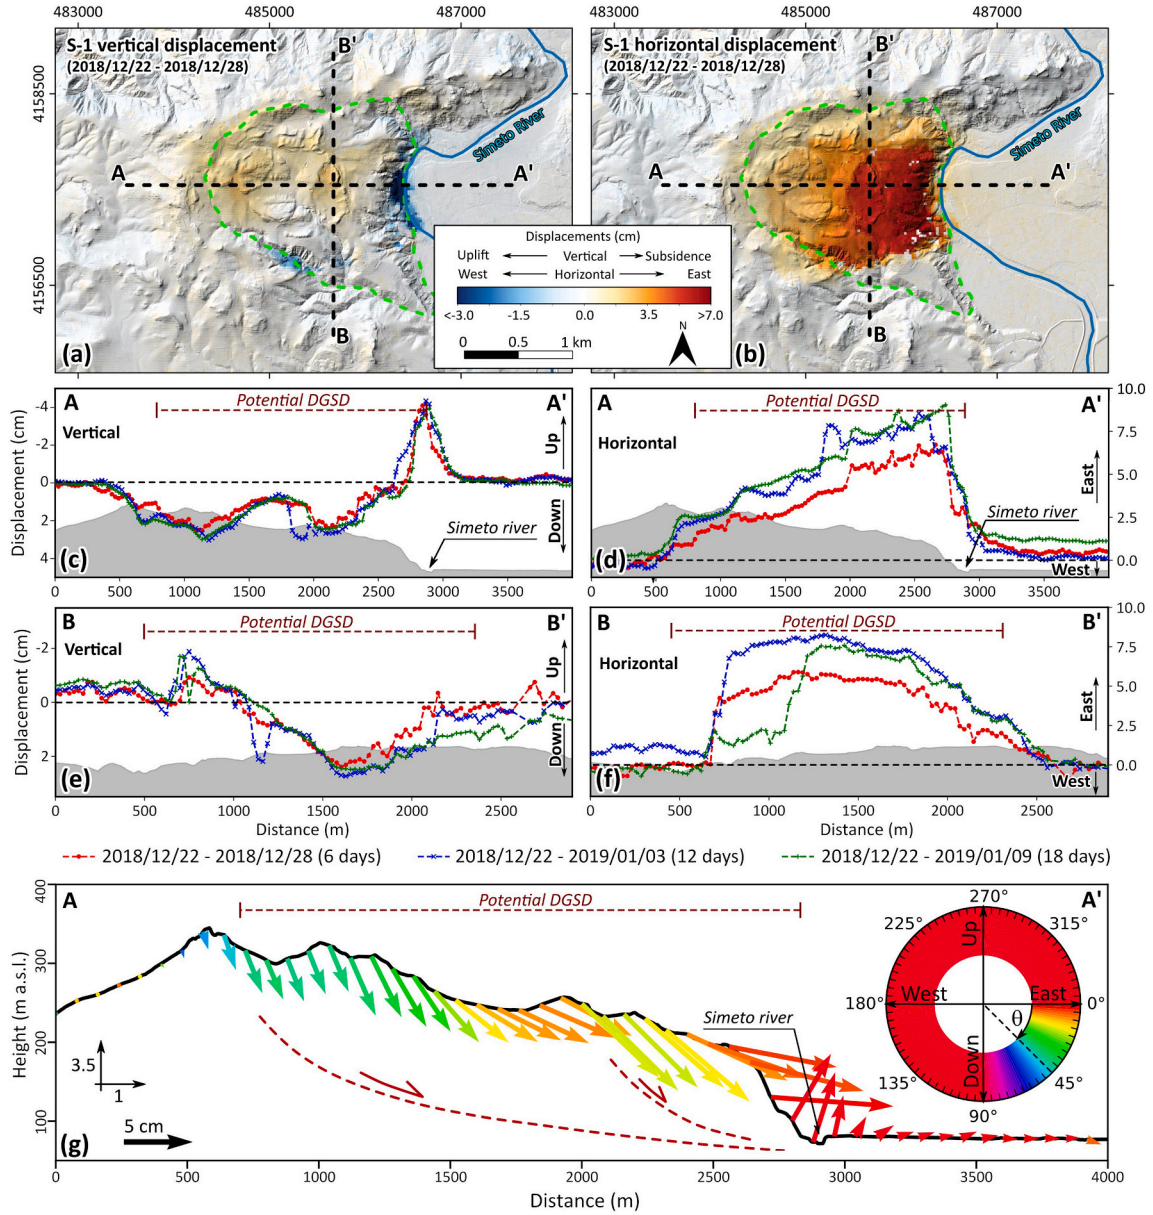 483000 485000 487000 483000 485000 487000
S-1 vertical displacement
(2018/12/22 - 2018/12/28)
B'
S-1 horizontal displacement
(2018/12/22 - 2018/12/28)
B'
4158500
4156500
Simeto River
Simeto River
A A' A A'
Displacements (cm)
Uplift Vertical Subsidence
West Horizontal East
<-3.0 -1.5 0.0 3.5 >7.0
0 0.5 1 km
N
B
B
(a)
(b)
A Potential DGSD A'
Vertical
Up
Down
Simeto river
Displacement (cm)
-4
-2
0
2
4
(c)
0 500 1000 1500 2000 2500 3000 3500
A Potential DGSD A'
Horizontal
East
Simeto river
West
10.0
7.5
5.0
2.5
0.0
(d)
0 500 1000 1500 2000 2500 3000 3500
B Potential DGSD B'
Vertical
Up
Down
Displacement (cm)
-2
0
2
(e)
0 500 1000 1500 2000 2500
Distance (m)
B Potential DGSD B'
Horizontal
East
West
10.0
7.5
5.0
2.5
0.0
(f)
0 500 1000 1500 2000 2500
Distance (m)
2018/12/22 - 2018/12/28 (6 days) 2018/12/22 - 2019/01/03 (12 days) 2018/12/22 - 2019/01/09 (18 days)
A Potential DGSD A'
Height (m a.s.l.)
400
300
200
100
3.5
1
5 cm
Simeto river
270°
225° 315°
Up
180° West East 0°
θ
Down
135° 45°
90°
(g)
0 500 1000 1500 2000 2500 3000 3500 4000
Distance (m)